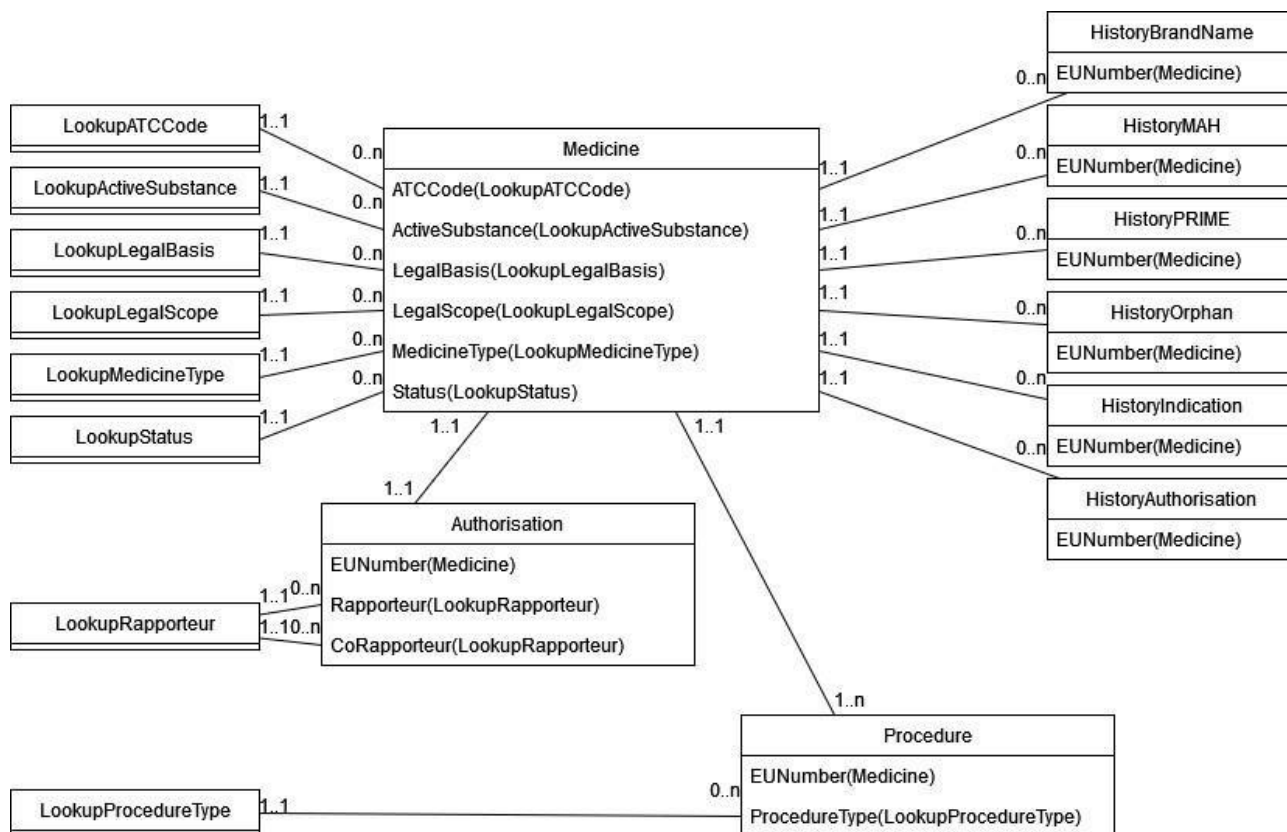 HistoryBrandName
0..n
EUNumber(Medicine)
LookupATCCode
1..1
HistoryMAH
0..n
Medicine
0..n
EUNumber(Medicine)
1..1
LookupActiveSubstance
1..1
ATCCode(LookupATCCode)
0..n
HistoryPRIME
1..1
ActiveSubstance(LookupActiveSubstance)
0..n
EUNumber(Medicine)
LookupLegalBasis
1..1
0..n
LegalBasis(LookupLegalBasis)
1..1
LookupLegalScope
1..1
0..n
LegalScope(LookupLegalScope)
1..1
0..n
HistoryOrphan
EUNumber(Medicine)
LookupMedicineType
1..1
0..n
MedicineType(LookupMedicineType)
1..1
0..n
HistoryIndication
LookupStatus
1..1
0..n
Status(LookupStatus)
1..1
EUNumber(Medicine)
1..1
1..1
0..n
HistoryAuthorisation
1..1
EUNumber(Medicine)
Authorisation
EUNumber(Medicine)
LookupRapporteur
1..1
0..n
Rapporteur(LookupRapporteur)
1..1
0..n
CoRapporteur(LookupRapporteur)
1..n
Procedure
EUNumber(Medicine)
LookupProcedureType
1..1
0..n
ProcedureType(LookupProcedureType)